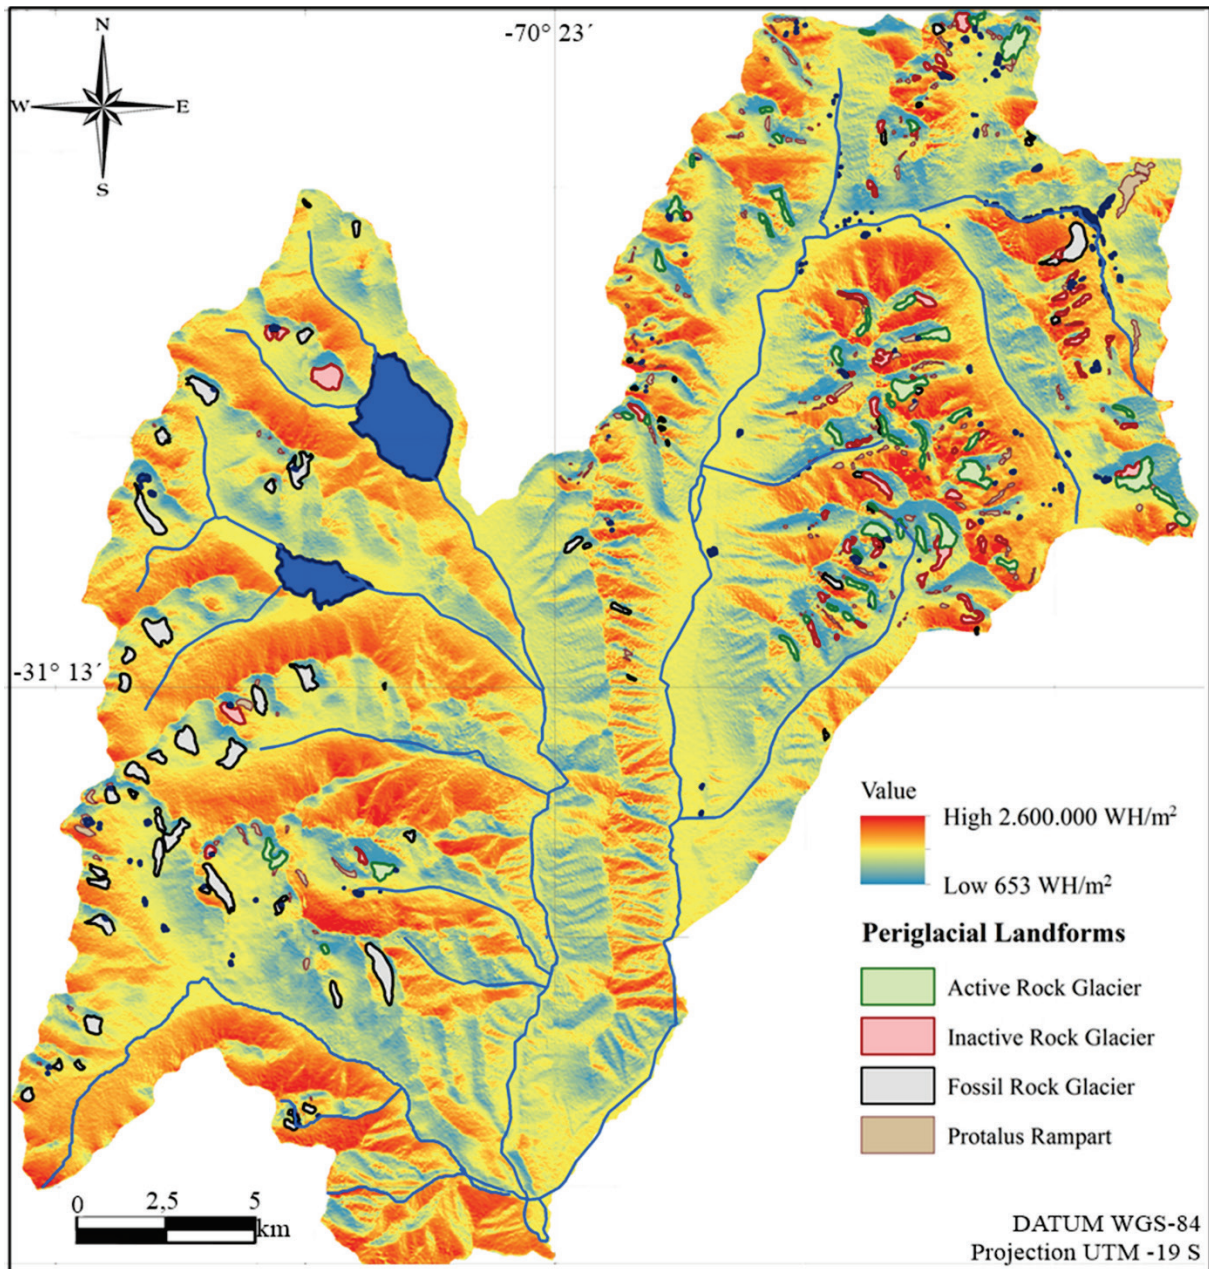 N
W E
S
-70° 23´
-31° 13´
Value
High 2.600.000 WH/m²
Low 653 WH/m²
Periglacial Landforms
Active Rock Glacier
Inactive Rock Glacier
Fossil Rock Glacier
Protalus Rampart
0 2,5 5
km
DATUM WGS-84
Projection UTM -19 S